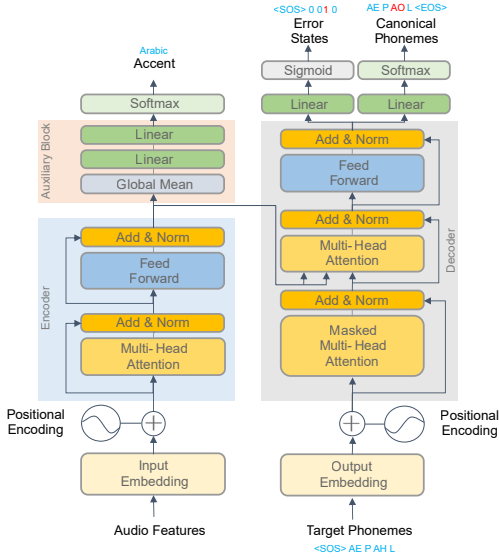 Arabic
Accent
Softmax
Linear
Linear
Global Mean
Auxiliary Block
Add & Norm
Feed
Forward
Add & Norm
Multi-Head
Attention
Encoder
Positional
Encoding
Input
Embedding
Audio Features
<SOS> 0 0 1 0
Error
States
AE P AO L <EOS>
Canonical
Phonemes
Sigmoid
Softmax
Linear
Linear
Add & Norm
Feed
Forward
Add & Norm
Multi-Head
Attention
Add & Norm
Masked
Multi-Head
Attention
Decoder
Positional
Encoding
Output
Embedding
Target Phonemes
<SOS> AE P AH L